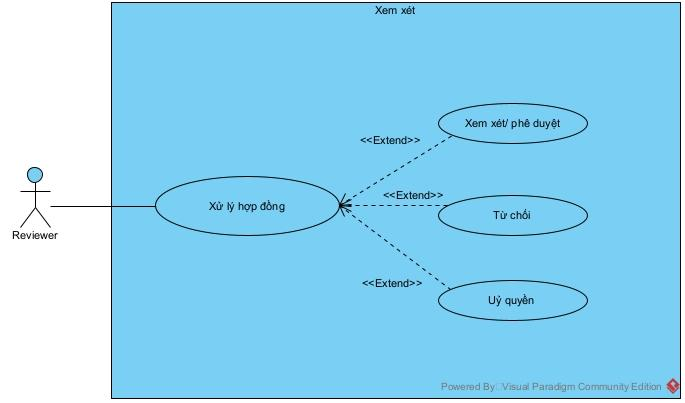 Xem xét
Xem xét/ phê duyệt
<<Extend>>
<<Extend>>
Xử lý hợp đồng
Từ chối
Reviewer
<<Extend>>
Uỷ quyền
Powered By Visual Paradigm Community Edition